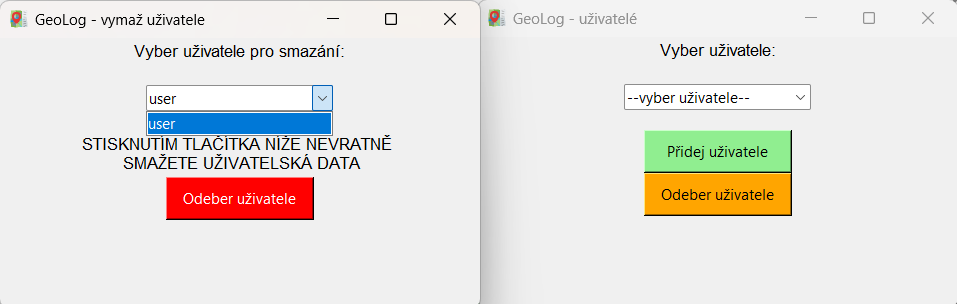 GeoLog - vymaž uživatele
Vyber uživatele pro smazání:
user
user
STISKNUTÍM TLAČÍTKA NÍŽE NEVRATNĚ
SMAŽETE UŽIVATELSKÁ DATA
Odeber uživatele
GeoLog - uživatelé
Vyber uživatele:
--vyber uživatele--
Přidej uživatele
Odeber uživatele